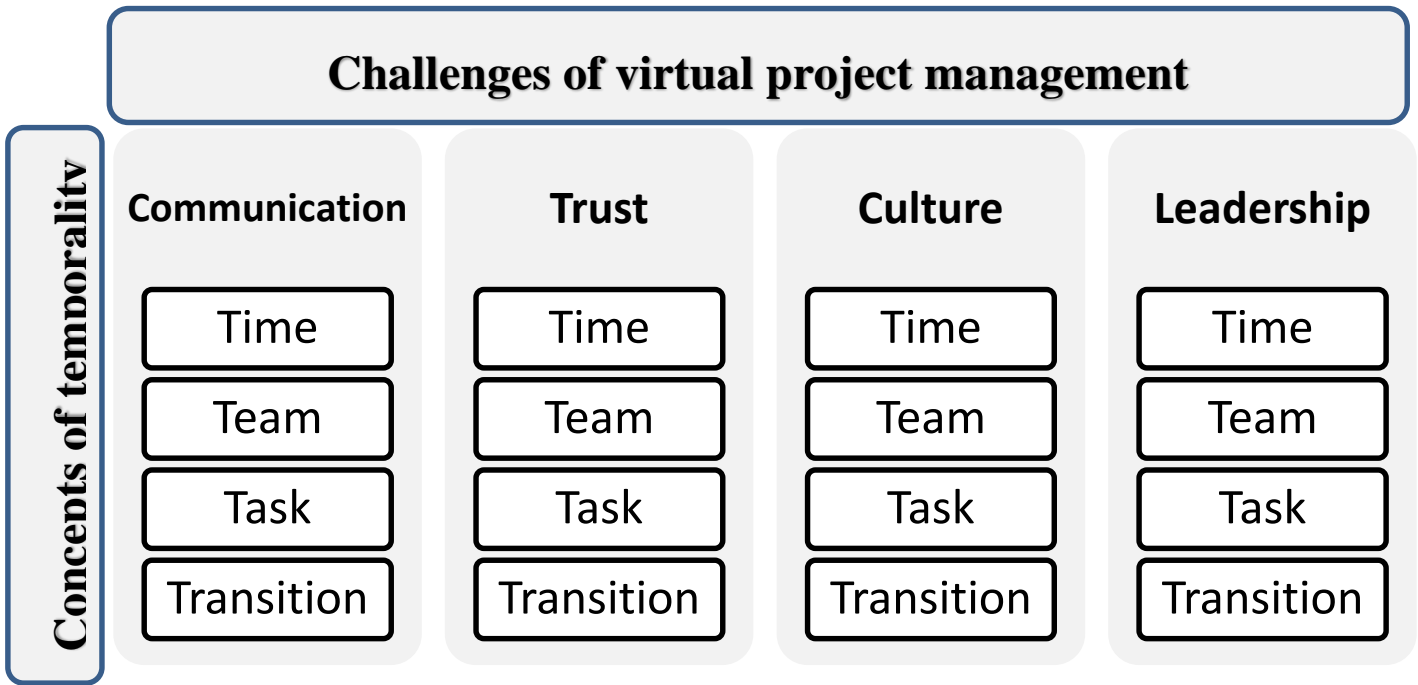 Challenges of virtual project management
Concepts of temporality
Communication
Trust
Culture
Leadership
Time
Time
Time
Time
Team
Team
Team
Team
Task
Task
Task
Task
Transition
Transition
Transition
Transition